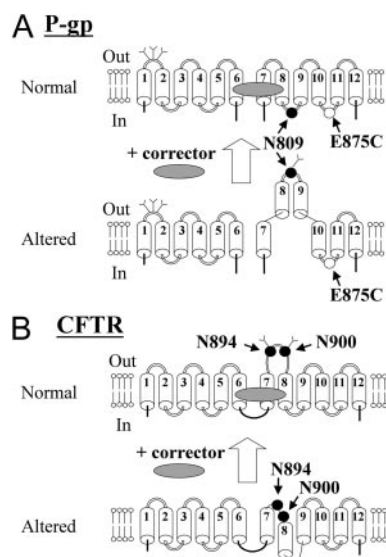 A P-gp
Out
Normal
1 2 3 4 5 6 7 8 9 10 11 12
In
N809
E875C
+ corrector
8 9
Out
1 2 3 4 5 6 7 10 11 12
Altered
In
E875C
B CFTR
N894 N900
Out
Normal
1 2 3 4 5 6 7 8 9 10 11 12
In
+ corrector
N894
N900
Altered
1 2 3 4 5 6 7 9 10 11 12
8